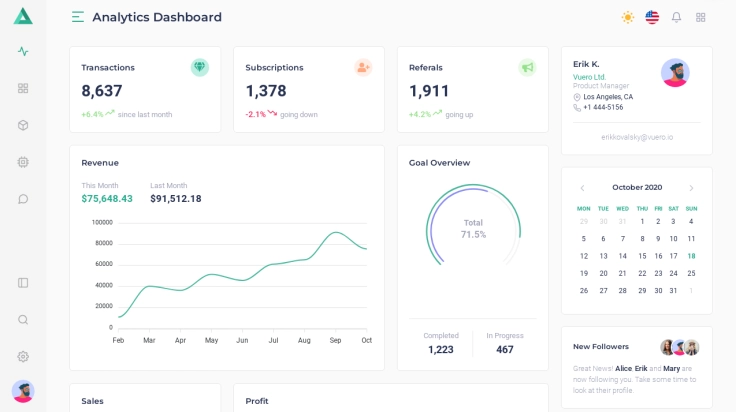 Analytics Dashboard
Transactions
8,637
+6.4% since last month
Subscriptions
1,378
-2.1% going down
Referrals
1,911
+4.2% going up
Erik K.
Vuero Ltd.
Product Manager
Los Angeles, CA
+1 444-5156
erikkovalsky@vuero.io
Revenue
This Month Last Month
$75,648.43 $91,512.18
100000
80000
60000
40000
20000
0
Feb Mar Apr May Jun Jul Aug Sep Oct
Goal Overview
Total
71.5%
Completed In Progress
1,223 467
October 2020
MON TUE WED THU FRI SAT SUN
29 30 31 1 2 3 4
5 6 7 8 9 10 11
12 13 14 15 16 17 18
19 20 21 22 23 24 25
26 27 28 29 30 31 1
New Followers
Great News! Alice, Erik and Mary are
now following you. Take some time to
look at their profile.
Sales
Profit